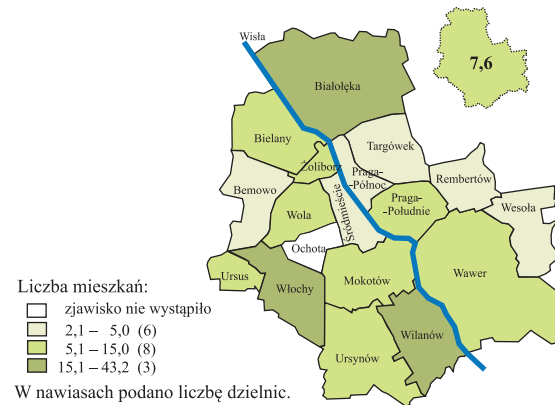 Wisła
7,6
Białołęka
Bielany
Targówek
Żoliborz
Praga-
-Północ
Rembertów
Bemowo
Wesoła
Wola
Śródmieście
Praga-
-Południe
Ochota
Ursus
Włochy
Mokotów
Wawer
Wilanów
Ursynów
Liczba mieszkań:
zjawisko nie wystąpiło
2,1 – 5,0 (6)
5,1 – 15,0 (8)
15,1 – 43,2 (3)
W nawiasach podano liczbę dzielnic.